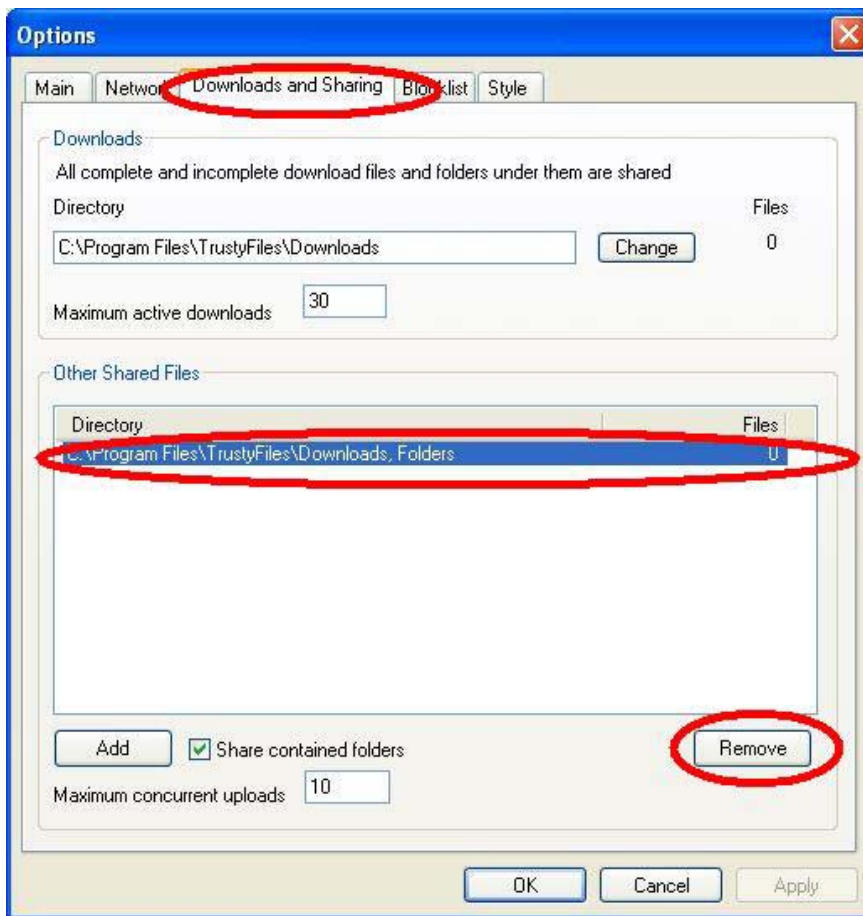 Options
Main Network Downloads and Sharing Blocklist Style
Downloads
All complete and incomplete download files and folders under them are shared
Directory Files
C:\Program Files\TrustyFiles\Downloads Change 0
Maximum active downloads 30
Other Shared Files
Directory Files
C:\Program Files\TrustyFiles\Downloads, Folders 0
Add Share contained folders Remove
Maximum concurrent uploads 10
OK Cancel Apply